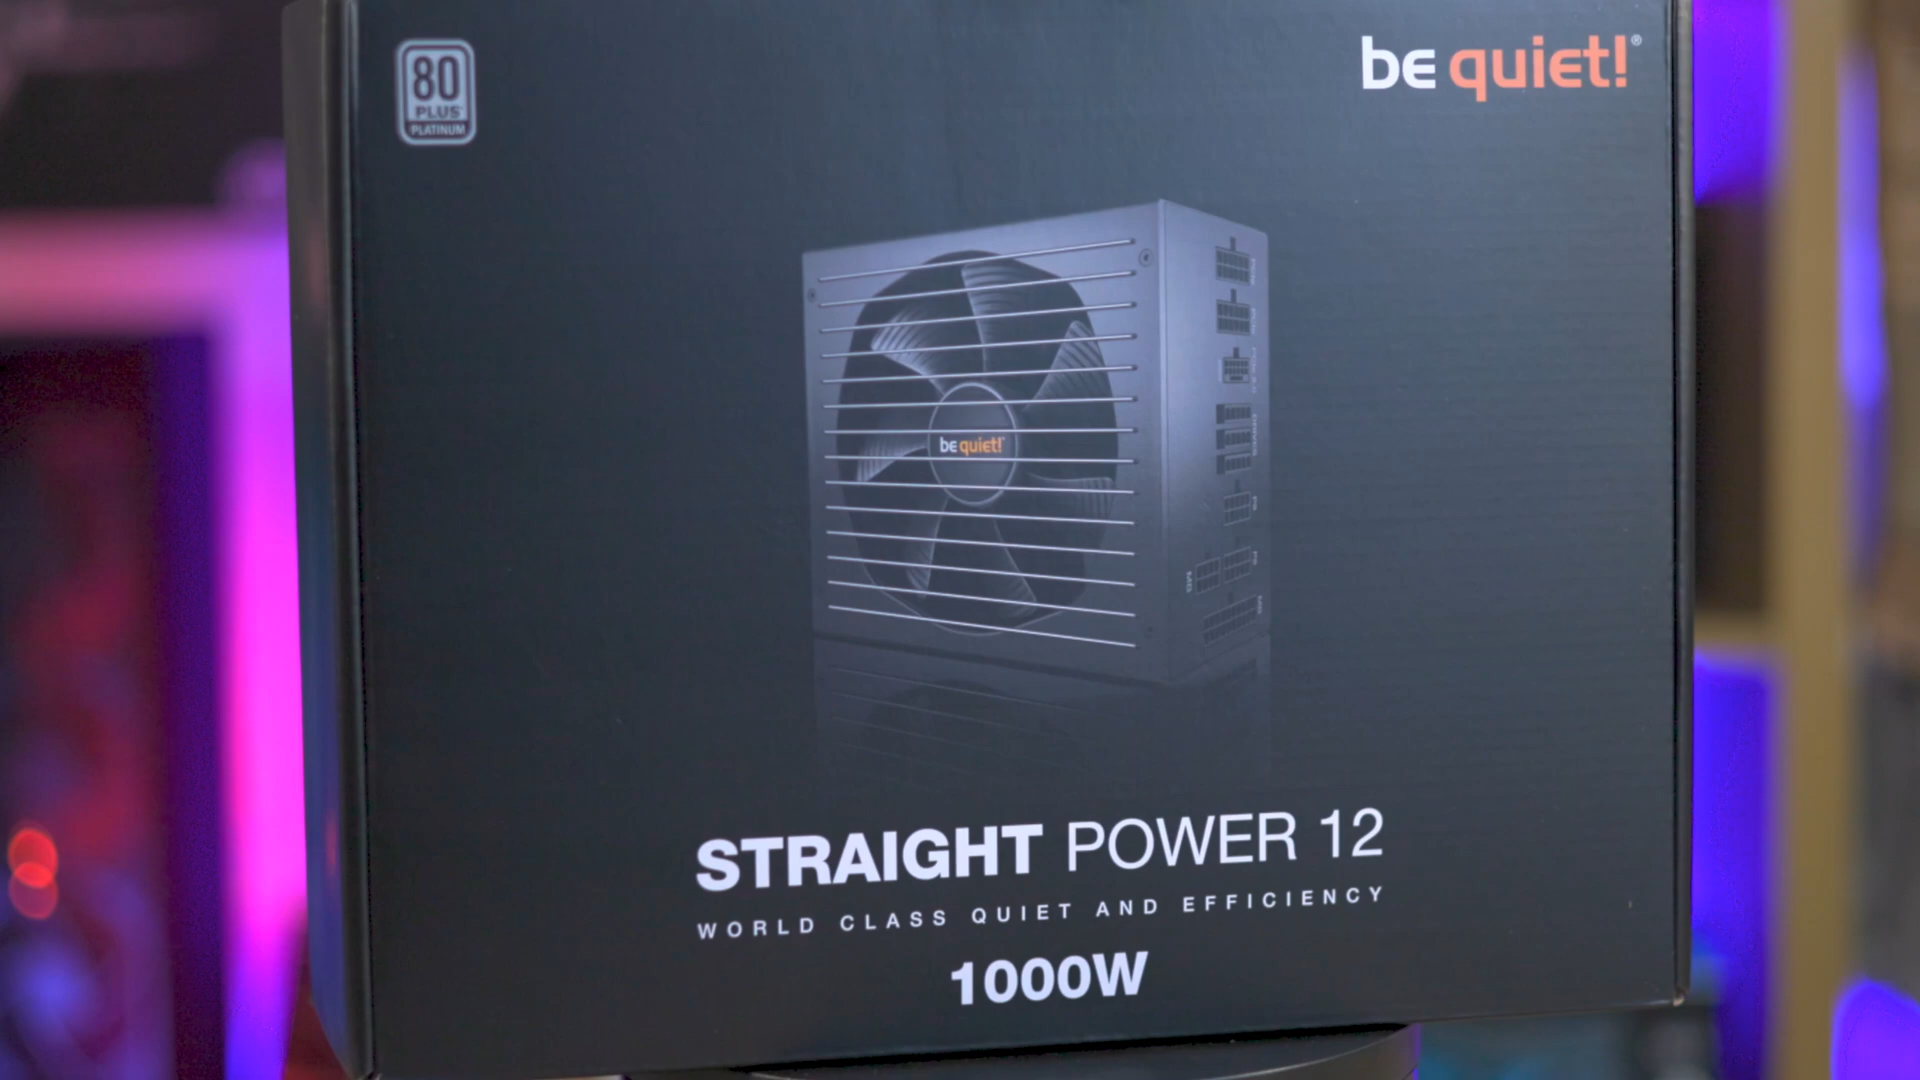 80
PLUS
PLATINUM
be quiet!®
be quiet!
STRAIGHT POWER 12
WORLD CLASS QUIET AND EFFICIENCY
1000W